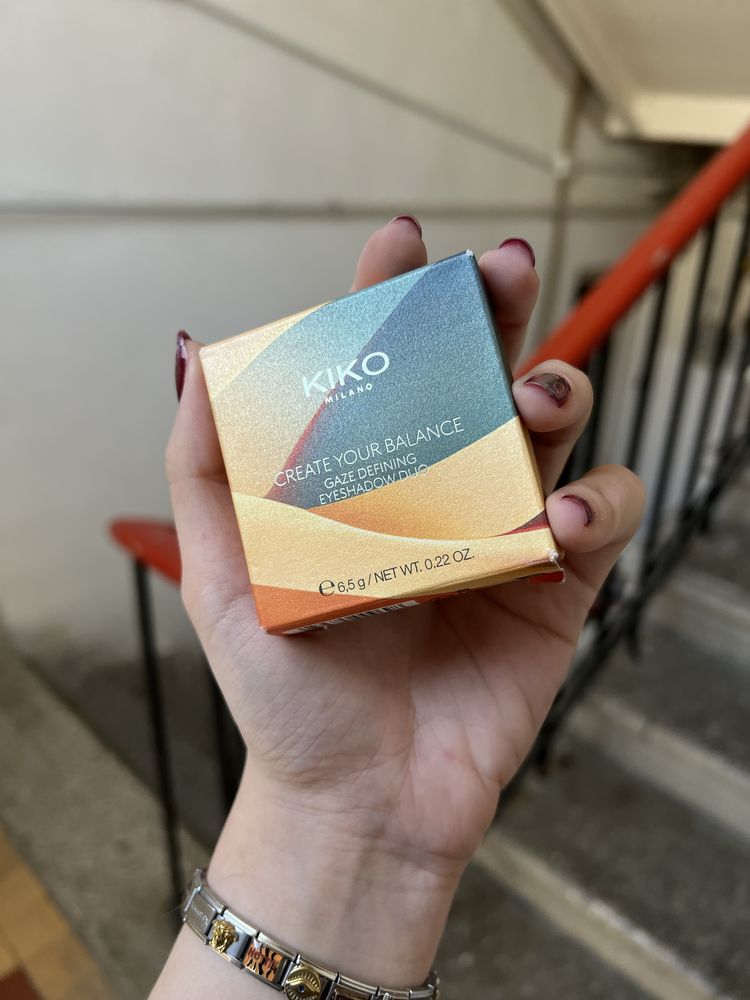 KIKO
MILANO
CREATE YOUR BALANCE
GAZE DEFINING
EYESHADOW DUO
℮ 6,5 g / NET WT. 0.22 OZ.